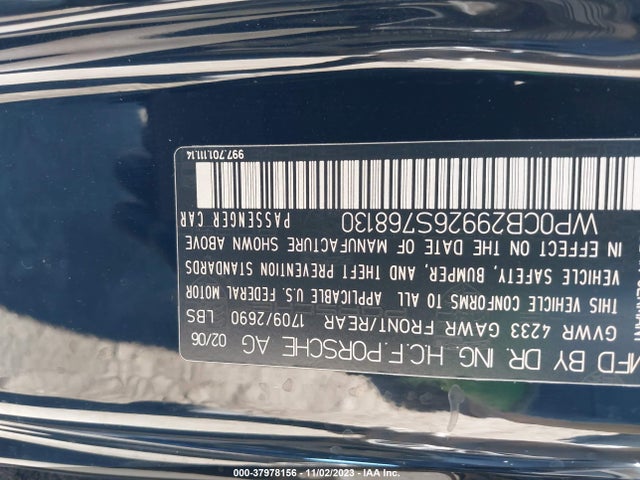 MFD BY DR. ING. H.C.F. PORSCHE AG 02/06
GVWR 4233 GAWR FRONT/REAR 1709/2690 LBS
THIS VEHICLE CONFORMS TO ALL APPLICABLE U.S. FEDERAL MOTOR
VEHICLE SAFETY, BUMPER, AND THEFT PREVENTION STANDARDS
IN EFFECT ON THE DATE OF MANUFACTURE SHOWN ABOVE
WP0CB29926S768130 PASSENGER CAR
997.701.111.14
000-37978156 - 11/02/2023 - IAA Inc.